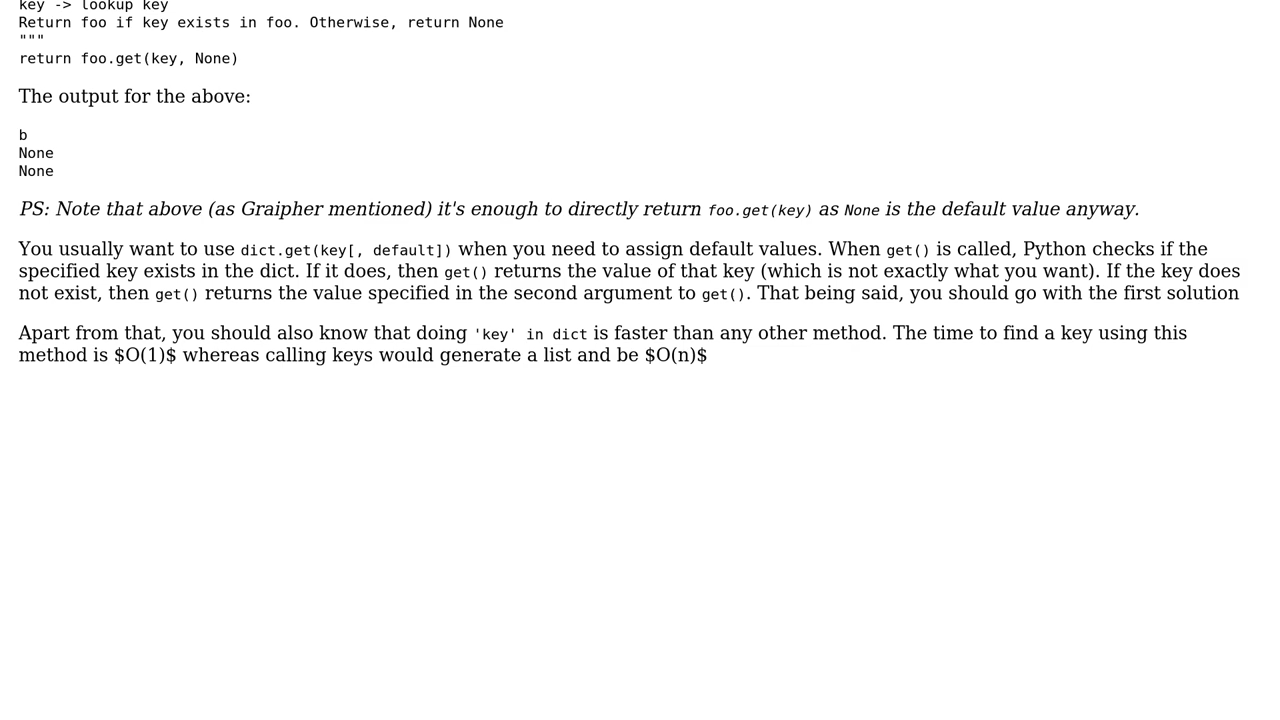 key -> lookup key
Return foo if key exists in foo. Otherwise, return None
"""
return foo.get(key, None)
The output for the above:
b
None
None
PS: Note that above (as Graipher mentioned) it's enough to directly return foo.get(key) as None is the default value anyway.
You usually want to use dict.get(key[, default]) when you need to assign default values. When get() is called, Python checks if the
specified key exists in the dict. If it does, then get() returns the value of that key (which is not exactly what you want). If the key does
not exist, then get() returns the value specified in the second argument to get(). That being said, you should go with the first solution
Apart from that, you should also know that doing 'key' in dict is faster than any other method. The time to find a key using this
method is $O(1)$ whereas calling keys would generate a list and be $O(n)$